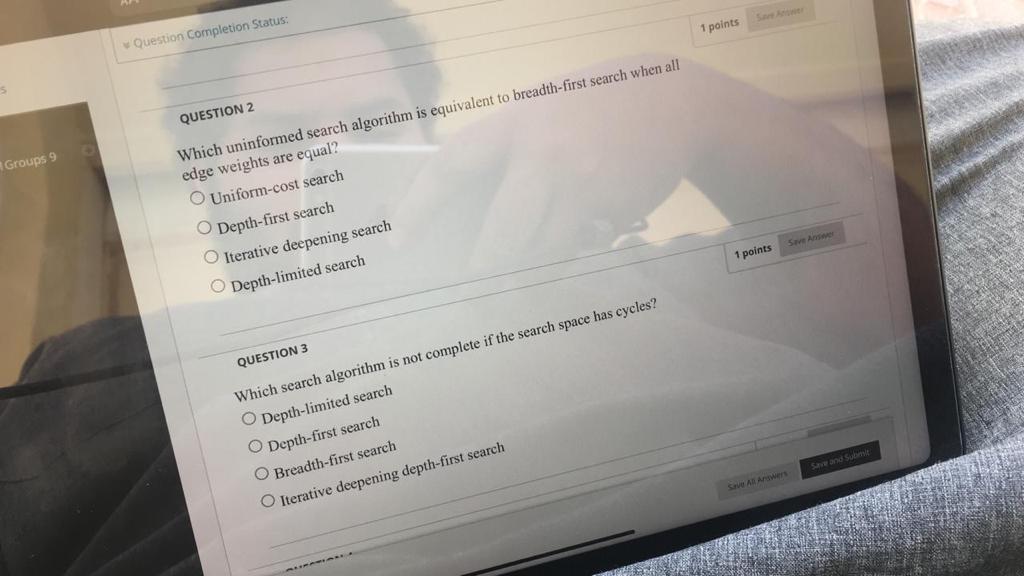 Question Completion Status:
1 points Save Answer
QUESTION 2
Which uninformed search algorithm is equivalent to breadth-first search when all
edge weights are equal?
Uniform-cost search
Depth-first search
Iterative deepening search
Depth-limited search
Groups 9
1 points Save Answer
QUESTION 3
Which search algorithm is not complete if the search space has cycles?
Depth-limited search
Depth-first search
Breadth-first search
Iterative deepening depth-first search
Save All Answers Save and Submit